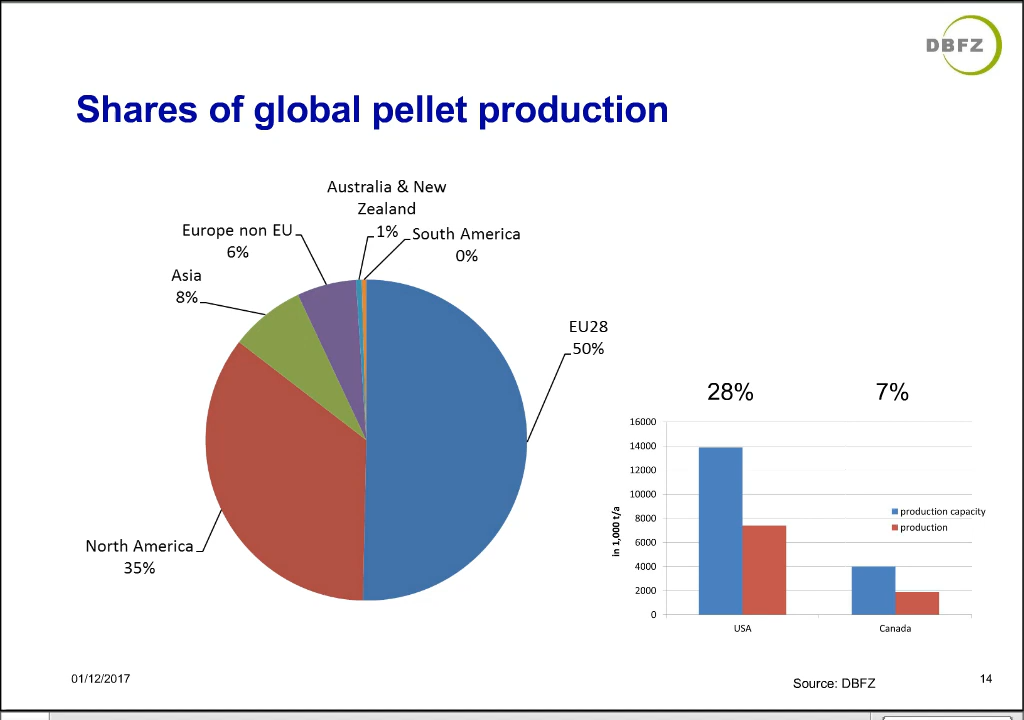 DBFZ
Shares of global pellet production
Australia & New
Zealand
1%
South America
0%
Europe non EU
6%
Asia
8%
EU28
50%
North America
35%
28%
7%
16000
14000
12000
10000
8000
6000
4000
2000
0
in 1,000 t/a
production capacity
production
USA
Canada
01/12/2017
Source: DBFZ
14